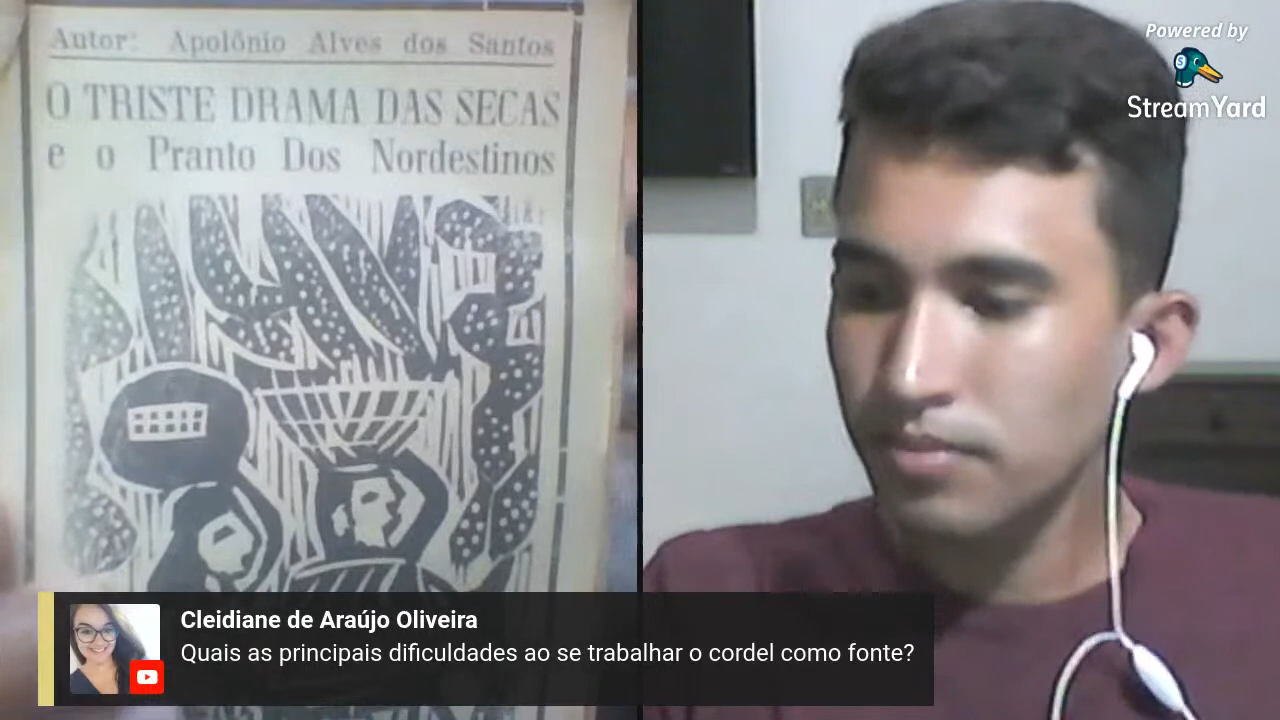 Autor: Apolônio Alves dos Santos
O TRISTE DRAMA DAS SECAS
e o Pranto Dos Nordestinos
Powered by
StreamYard
Cleidiane de Araújo Oliveira
Quais as principais dificuldades ao se trabalhar o cordel como fonte?